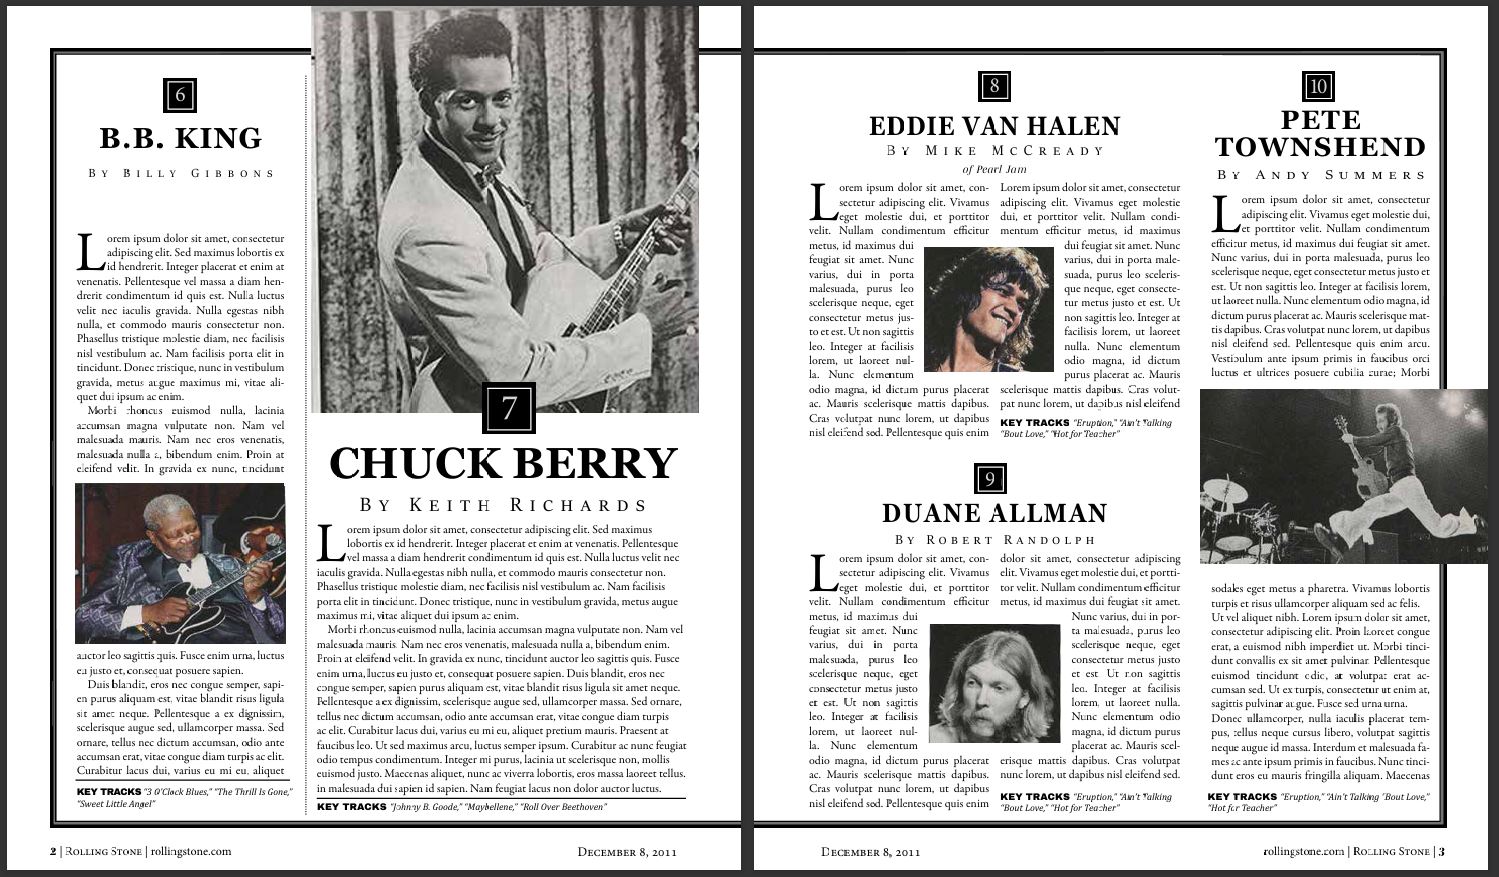 6
B.B. KING
BY BILLY GIBBONS
Lorem ipsum dolor sit amet, consectetur
adipiscing elit. Sed maximus lobortis ex
id hendrerit. Integer placerat et enim at
venenatis. Pellentesque vel massa a diam hen-
drerit condimentum id quis est. Nulla luctus
velit nec iaculis gravida. Nulla egestas nibh
nulla, et commodo mauris consectetur non.
Phasellus tristique molestie diam, nec facilisis
nisl vestibulum ac. Nam facilisis porta elit in
tincidunt. Donec tristique, nunc in vestibulum
gravida, metus augue maximus mi, vitae ali-
quet dui ipsum ac enim.
Morbi rhoncus euismod nulla, lacinia
accumsan magna vulputate non. Nam vel
malesuada mauris. Nam nec eros venenatis,
malesuada nulla a, bibendum enim. Proin at
eleifend velit. In gravida ex nunc, tincidunt
auctor leo sagittis quis. Fusce enim urna, luctus
eu justo et, consequat posuere sapien.
Duis blandit, eros nec congue semper, sapi-
en purus aliquam est, vitae blandit risus ligula
sit amet neque. Pellentesque a ex dignissim,
scelerisque augue sed, ullamcorper massa. Sed
ornare, tellus nec dictum accumsan, odio ante
accumsan erat, vitae congue diam turpis ac elit.
Curabitur lacus dui, varius eu mi eu, aliquet
KEY TRACKS "3 O'Clock Blues," "The Thrill Is Gone,"
"Sweet Little Angel"
7
CHUCK BERRY
BY KEITH RICHARDS
Lorem ipsum dolor sit amet, consectetur adipiscing elit. Sed maximus
lobortis ex id hendrerit. Integer placerat et enim at venenatis. Pellentesque
vel massa a diam hendrerit condimentum id quis est. Nulla luctus velit nec
iaculis gravida. Nulla egestas nibh nulla, et commodo mauris consectetur non.
Phasellus tristique molestie diam, nec facilisis nisl vestibulum ac. Nam facilisis
porta elit in tincidunt. Donec tristique, nunc in vestibulum gravida, metus augue
maximus mi, vitae aliquet dui ipsum ac enim.
Morbi rhoncus euismod nulla, lacinia accumsan magna vulputate non. Nam vel
malesuada mauris. Nam nec eros venenatis, malesuada nulla a, bibendum enim.
Proin at eleifend velit. In gravida ex nunc, tincidunt auctor leo sagittis quis. Fusce
enim urna, luctus eu justo et, consequat posuere sapien. Duis blandit, eros nec
congue semper, sapien purus aliquam est, vitae blandit risus ligula sit amet neque.
Pellentesque a ex dignissim, scelerisque augue sed, ullamcorper massa. Sed ornare,
tellus nec dictum accumsan, odio ante accumsan erat, vitae congue diam turpis
ac elit. Curabitur lacus dui, varius eu mi eu, aliquet pretium mauris. Praesent at
faucibus leo. Ut sed maximus arcu, luctus semper ipsum. Curabitur ac nunc feugiat
odio tempus condimentum. Integer mi purus, lacinia ut scelerisque non, mollis
euismod justo. Maecenas aliquet, nunc ac viverra lobortis, eros massa laoreet tellus.
in malesuada dui sapien id sapien. Nam feugiat lacus non dolor auctor luctus.
KEY TRACKS "Johnny B. Goode," "Maybellene," "Roll Over Beethoven"
2 | ROLLING STONE | rollingstone.com
DECEMBER 8, 2011
8
EDDIE VAN HALEN
BY MIKE MCCREADY
of Pearl Jam
Lorem ipsum dolor sit amet, con-
sectetur adipiscing elit. Vivamus
eget molestie dui, et porttitor
velit. Nullam condimentum efficitur
metus, id maximus dui
feugiat sit amet. Nunc
varius, dui in porta
malesuada, purus leo
scelerisque neque, eget
consectetur metus jus-
to et est. Ut non sagittis
leo. Integer at facilisis
lorem, ut laoreet nul-
la. Nunc elementum
odio magna, id dictum purus placerat
ac. Mauris scelerisque mattis dapibus.
Cras volutpat nunc lorem, ut dapibus
nisl eleifend sed. Pellentesque quis enim
Lorem ipsum dolor sit amet, consectetur
adipiscing elit. Vivamus eget molestie
dui, et porttitor velit. Nullam condi-
mentum efficitur metus, id maximus
dui feugiat sit amet. Nunc
varius, dui in porta male-
suada, purus leo sceleris-
que neque, eget consecte-
tur metus justo et est. Ut
non sagittis leo. Integer at
facilisis lorem, ut laoreet
nulla. Nunc elementum
odio magna, id dictum
purus placerat ac. Mauris
scelerisque mattis dapibus. Cras volut-
pat nunc lorem, ut dapibus nisl eleifend
KEY TRACKS "Eruption," "Ain't Talking
'Bout Love," "Hot for Teacher"
9
DUANE ALLMAN
BY ROBERT RANDOLPH
Lorem ipsum dolor sit amet, con-
sectetur adipiscing elit. Vivamus
eget molestie dui, et porttitor
velit. Nullam condimentum efficitur
metus, id maximus dui
feugiat sit amet. Nunc
varius, dui in porta
malesuada, purus leo
scelerisque neque, eget
consectetur metus justo
et est. Ut non sagittis
leo. Integer at facilisis
lorem, ut laoreet nul-
la. Nunc elementum
odio magna, id dictum purus placerat
ac. Mauris scelerisque mattis dapibus.
Cras volutpat nunc lorem, ut dapibus
nisl eleifend sed. Pellentesque quis enim
dolor sit amet, consectetur adipiscing
elit. Vivamus eget molestie dui, et portti-
tor velit. Nullam condimentum efficitur
metus, id maximus dui feugiat sit amet.
Nunc varius, dui in por-
ta malesuada, purus leo
scelerisque neque, eget
consectetur metus justo
et est. Ut non sagittis
leo. Integer at facilisis
lorem, ut laoreet nulla.
Nunc elementum odio
magna, id dictum purus
placerat ac. Mauris scel-
erisque mattis dapibus. Cras volutpat
nunc lorem, ut dapibus nisl eleifend sed.
KEY TRACKS "Eruption," "Ain't Talking
'Bout Love," "Hot for Teacher"
10
PETE
TOWNSHEND
BY ANDY SUMMERS
Lorem ipsum dolor sit amet, consectetur
adipiscing elit. Vivamus eget molestie dui,
et porttitor velit. Nullam condimentum
efficitur metus, id maximus dui feugiat sit amet.
Nunc varius, dui in porta malesuada, purus leo
scelerisque neque, eget consectetur metus justo et
est. Ut non sagittis leo. Integer at facilisis lorem,
ut laoreet nulla. Nunc elementum odio magna, id
dictum purus placerat ac. Mauris scelerisque mat-
tis dapibus. Cras volutpat nunc lorem, ut dapibus
nisl eleifend sed. Pellentesque quis enim arcu.
Vestibulum ante ipsum primis in faucibus orci
luctus et ultrices posuere cubilia curae; Morbi
sodales eget metus a pharetra. Vivamus lobortis
turpis et risus ullamcorper aliquam sed ac felis.
Ut vel aliquet nibh. Lorem ipsum dolor sit amet,
consectetur adipiscing elit. Proin laoreet congue
erat, a euismod nibh imperdiet ut. Morbi tinci-
dunt convallis ex sit amet pulvinar. Pellentesque
euismod tincidunt odio, at volutpat erat ac-
cumsan sed. Ut ex turpis, consectetur ut enim at,
sagittis pulvinar augue. Fusce sed urna urna.
Donec ullamcorper, nulla iaculis placerat tem-
pus, tellus neque cursus libero, volutpat sagittis
neque augue id massa. Interdum et malesuada fa-
mes ac ante ipsum primis in faucibus. Nunc tinci-
dunt eros eu mauris fringilla aliquam. Maecenas
KEY TRACKS "Eruption," "Ain't Talking 'Bout Love,"
"Hot for Teacher"
DECEMBER 8, 2011
rollingstone.com | ROLLING STONE | 3